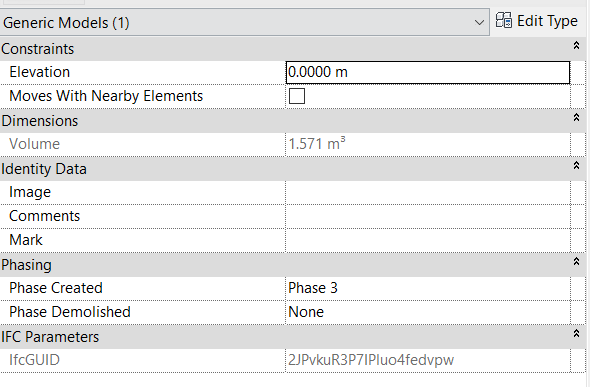 Generic Models (1)
Edit Type
Constraints
Elevation 0.0000 m
Moves With Nearby Elements
Dimensions
Volume 1.571 m³
Identity Data
Image
Comments
Mark
Phasing
Phase Created Phase 3
Phase Demolished None
IFC Parameters
IfcGUID 2JPvkuR3P7IPIuo4fedvpw